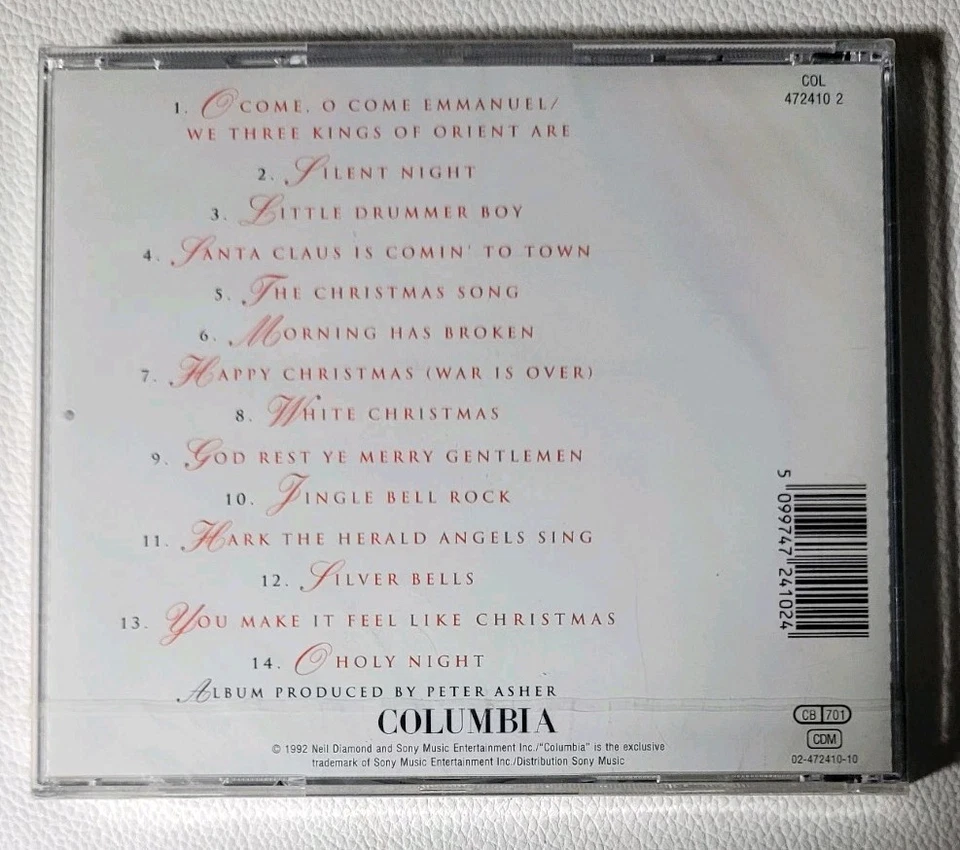 COL
472410 2
1. O COME, O COME EMMANUEL/
WE THREE KINGS OF ORIENT ARE
2. SILENT NIGHT
3. LITTLE DRUMMER BOY
4. SANTA CLAUS IS COMIN' TO TOWN
5. THE CHRISTMAS SONG
6. MORNING HAS BROKEN
7. HAPPY CHRISTMAS (WAR IS OVER)
8. WHITE CHRISTMAS
9. GOD REST YE MERRY GENTLEMEN
10. JINGLE BELL ROCK
11. HARK THE HERALD ANGELS SING
12. SILVER BELLS
13. YOU MAKE IT FEEL LIKE CHRISTMAS
14. O HOLY NIGHT
ALBUM PRODUCED BY PETER ASHER
COLUMBIA
© 1992 Neil Diamond and Sony Music Entertainment Inc./"Columbia" is the exclusive
trademark of Sony Music Entertainment Inc./Distribution Sony Music
5 099747 241024
CB 701
CDM
02-472410-10